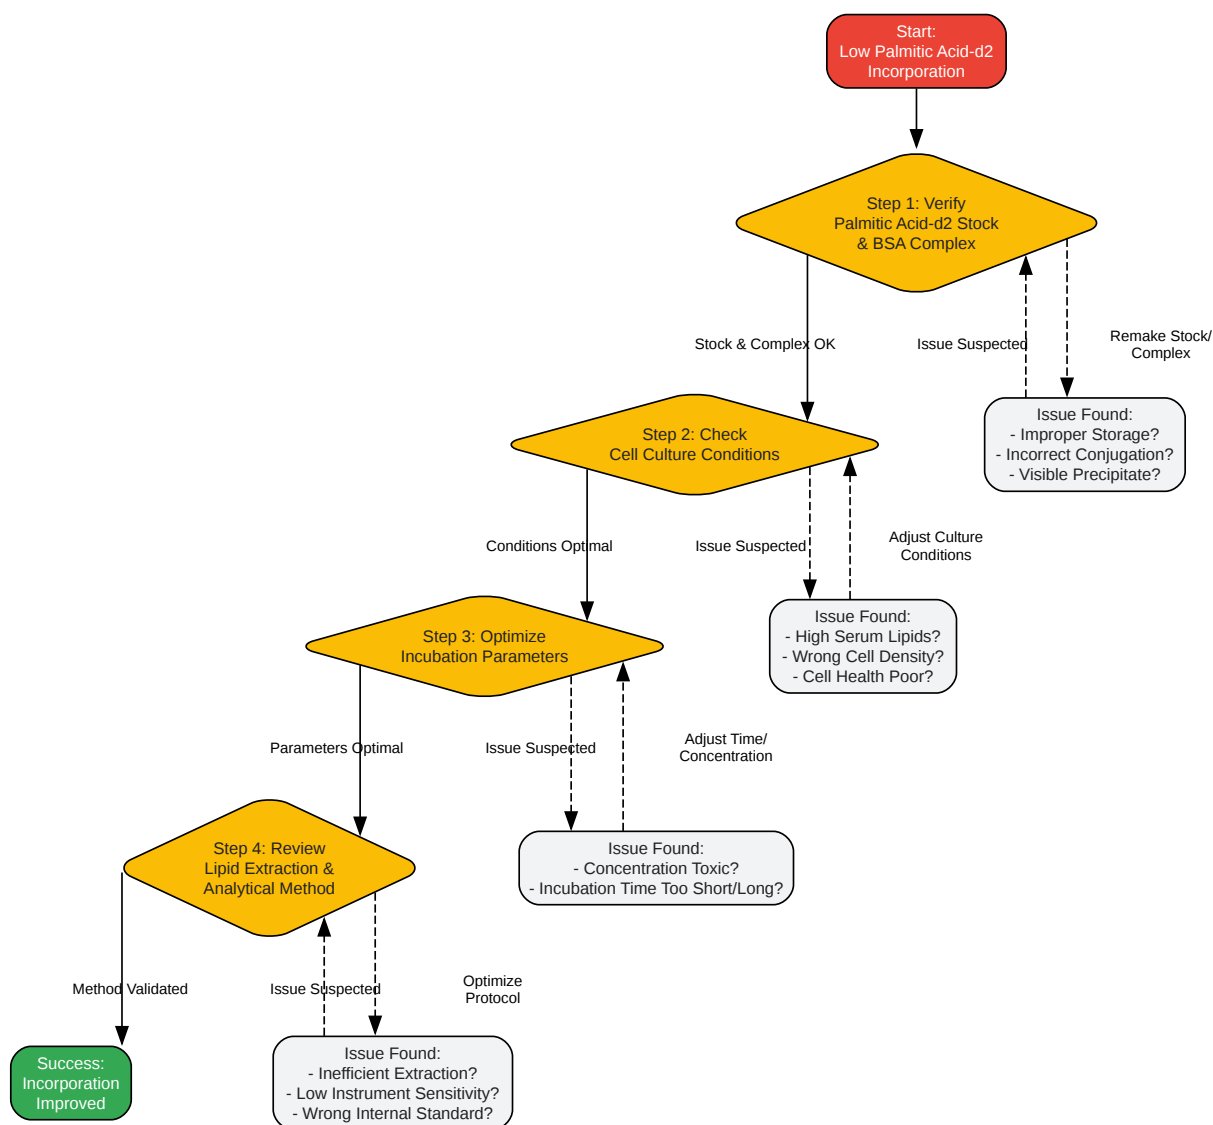 Start:
Low Palmitic Acid-d2
Incorporation
Step 1: Verify
Palmitic Acid-d2 Stock
& BSA Complex
Stock & Complex OK
Issue Suspected
Remake Stock/
Complex
Issue Found:
- Improper Storage?
- Incorrect Conjugation?
- Visible Precipitate?
Step 2: Check
Cell Culture Conditions
Conditions Optimal
Issue Suspected
Adjust Culture
Conditions
Issue Found:
- High Serum Lipids?
- Wrong Cell Density?
- Cell Health Poor?
Step 3: Optimize
Incubation Parameters
Parameters Optimal
Issue Suspected
Adjust Time/
Concentration
Issue Found:
- Concentration Toxic?
- Incubation Time Too Short/Long?
Step 4: Review
Lipid Extraction &
Analytical Method
Method Validated
Issue Suspected
Optimize
Protocol
Issue Found:
- Inefficient Extraction?
- Low Instrument Sensitivity?
- Wrong Internal Standard?
Success:
Incorporation
Improved